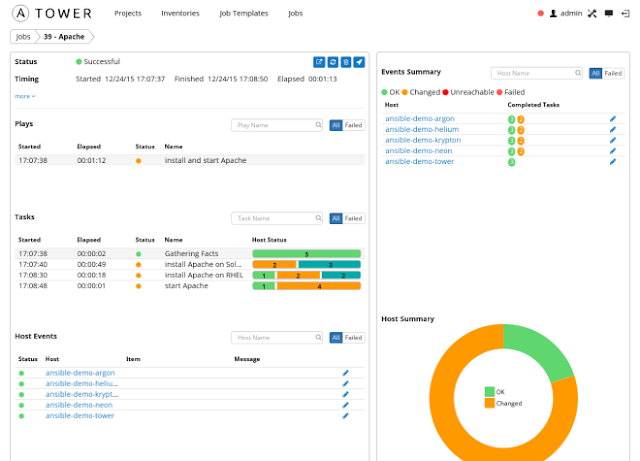 A TOWER Projects Inventories Job Templates Jobs admin
Jobs 39 - Apache
Status Successful
Timing Started 12/24/15 17:07:37 Finished 12/24/15 17:08:50 Elapsed 00:01:13
more
Plays Play Name All Failed
Started Elapsed Status Name
17:07:38 00:01:12 install and start Apache
Tasks Task Name All Failed
Started Elapsed Status Name Host Status
17:07:38 00:00:02 Gathering Facts 5
17:07:40 00:00:49 install Apache on Sol... 2 3
17:08:30 00:00:18 install Apache on RHEL 1 2 2
17:08:48 00:00:01 start Apache 1 4
Host Events Host Name All Failed
Status Host Item Message
ansible-demo-argon
ansible-demo-heliu...
ansible-demo-krypt...
ansible-demo-neon
ansible-demo-tower
Events Summary Host Name All Failed
OK Changed Unreachable Failed
Host Completed Tasks
ansible-demo-argon 3 2
ansible-demo-helium 3 2
ansible-demo-krypton 3 2
ansible-demo-neon 3 2
ansible-demo-tower 3
Host Summary
OK
Changed